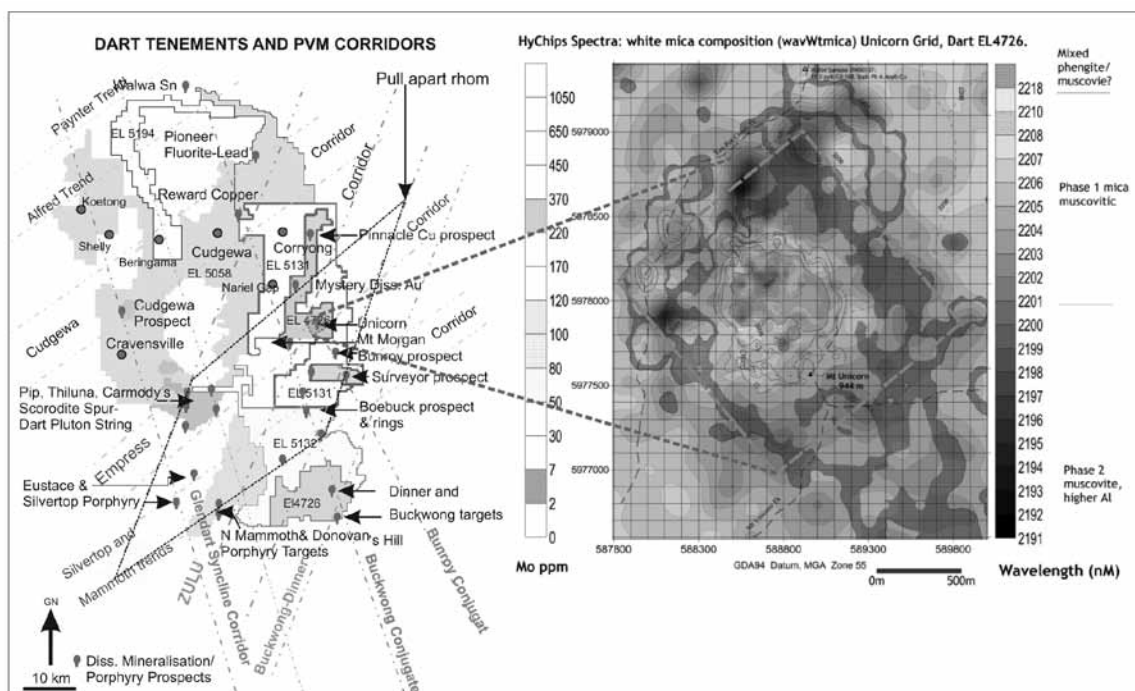 DART TENEMENTS AND PVM CORRIDORS
Paynter Trend
Walwa Sn
Pull apart rhom
EL 5194
Pioneer
Fluorite-Lead
Corridor
Corridor
Corridor
Alfred Trend
Reward Copper
Koetong
Shelly
Beringama
Cudgewa
EL 5058
Corryong
EL 5131
Pinnacle Cu prospect
Nariel Gap
Mystery Diss. Au
Cudgewa
Prospect
Cudgewa
Cravensville
EL 4726
Unicorn
Mt Morgan
Corridor
Bunroy prospect
Surveyor prospect
Pip, Thiluna, Carmody's
Scorodite Spur-
Dart Pluton String
EL5131
Boebuck prospect
& rings
Empress
EL 5132
Eustace &
Silvertop Porphyry
El4726
Dinner and
Buckwong targets
N Mammoth& Donovan's Hill
Porphyry Targets
Silvertop and
Mammoth trends
ZULU
Glendart Syncline Corridor
Buckwong-Dinner
Buckwong Conjugate
Bunroy Conjugat
GN
10 km
Diss. Mineralisation/
Porphyry Prospects
HyChips Spectra: white mica composition (wavWtmica) Unicorn Grid, Dart EL4726.
1050
650
370
220
170
120
100
80
50
30
7
2
0
Mo ppm
5979000
5978500
5978000
5977500
5977000
Mt Unicorn
944 m
587800
588300
588800
589300
589800
GDA94 Datum, MGA Zone 55
0m
500m
2218
2210
2208
2207
2206
2205
2204
2203
2202
2201
2200
2199
2198
2197
2196
2195
2194
2193
2192
2191
Wavelength (nM)
Mixed
phengite/
muscovie?
Phase 1 mica
muscovitic
Phase 2
muscovite,
higher Al